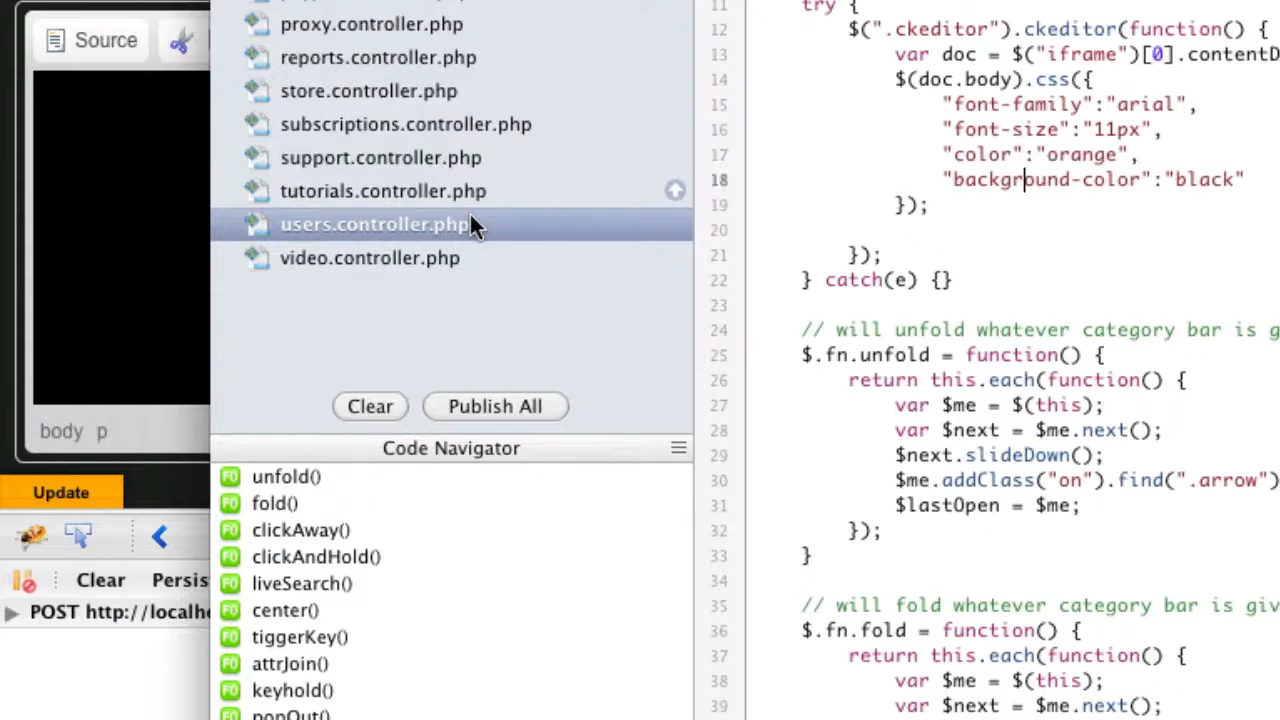 Source
body p
Update
Clear Persis
POST http://localho
proxy.controller.php
reports.controller.php
store.controller.php
subscriptions.controller.php
support.controller.php
tutorials.controller.php
users.controller.php
video.controller.php
Clear Publish All
Code Navigator
F() unfold()
F() fold()
F() clickAway()
F() clickAndHold()
F() liveSearch()
F() center()
F() tiggerKey()
F() attrJoin()
F() keyhold()
popOut()
11 try {
12 $(".ckeditor").ckeditor(function() {
13 var doc = $("iframe")[0].contentD
14 $(doc.body).css({
15 "font-family":"arial",
16 "font-size":"11px",
17 "color":"orange",
18 "background-color":"black"
19 });
20
21 });
22 } catch(e) {}
23
24 // will unfold whatever category bar is g
25 $.fn.unfold = function() {
26 return this.each(function() {
27 var $me = $(this);
28 var $next = $me.next();
29 $next.slideDown();
30 $me.addClass("on").find(".arrow")
31 $lastOpen = $me;
32 });
33 }
34
35 // will fold whatever category bar is giv
36 $.fn.fold = function() {
37 return this.each(function() {
38 var $me = $(this);
39 var $next = $me.next();